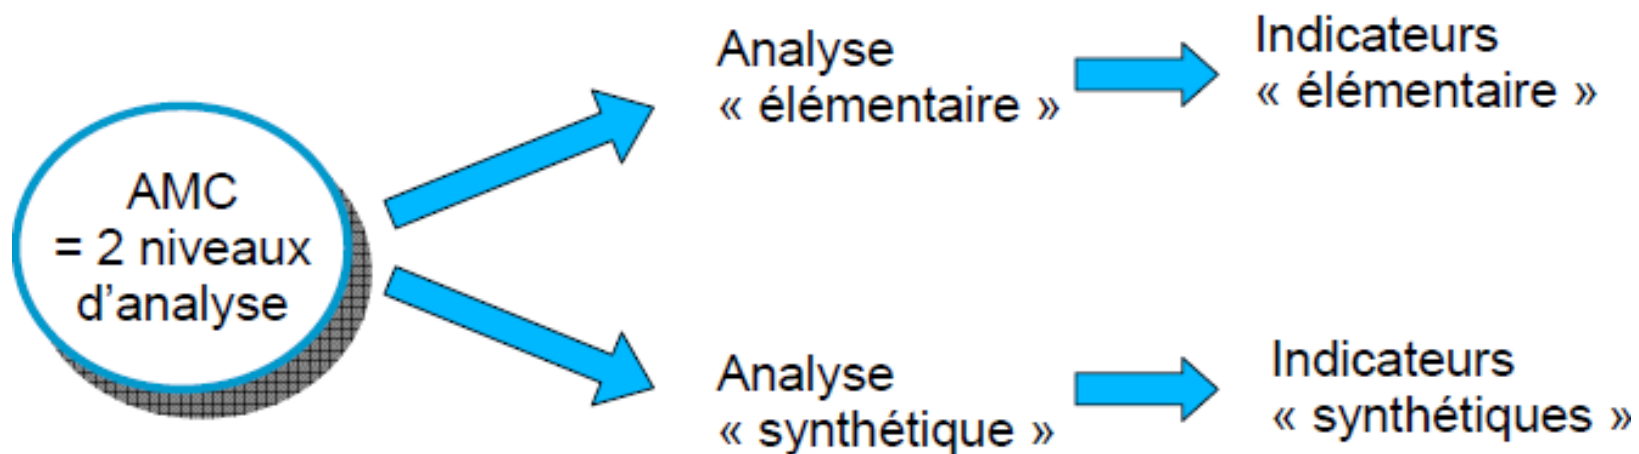 AMC
= 2 niveaux
d'analyse
Analyse
« élémentaire »
Indicateurs
« élémentaire »
Analyse
« synthétique »
Indicateurs
« synthétiques »